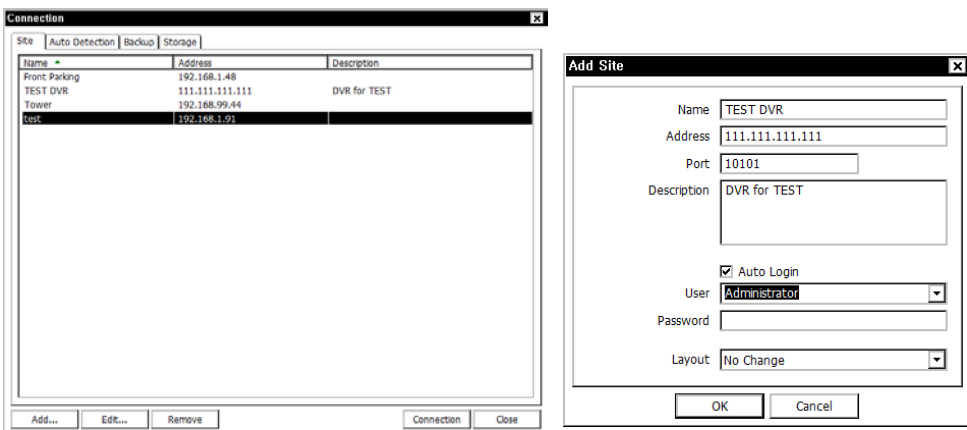 Connection
Site Auto Detection Backup Storage
Name Address Description
Front Parking 192.168.1.48
TEST DVR 111.111.111.111 DVR for TEST
Tower 192.168.99.44
test 192.168.1.91
Add... Edit... Remove Connection Close
Add Site
Name TEST DVR
Address 111.111.111.111
Port 10101
Description DVR for TEST
Auto Login
User Administrator
Password
Layout No Change
OK Cancel